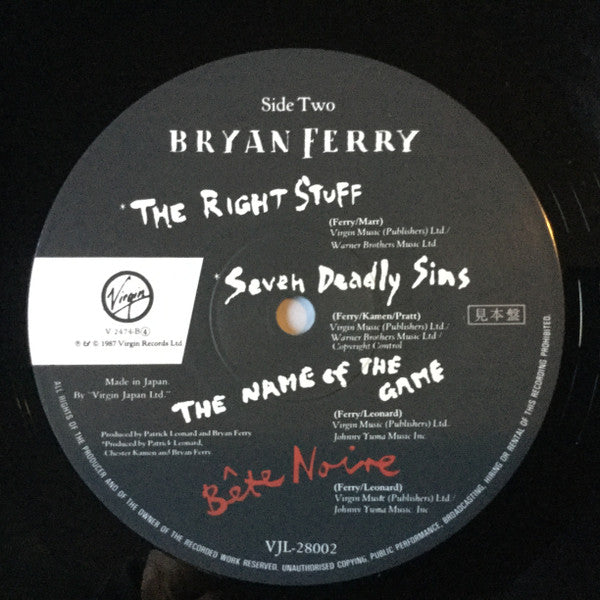 Side Two
BRYAN FERRY
*THE RIGHT STUFF
(Ferry/Marr)
Virgin Music (Publishers) Ltd./
Warner Brothers Music Ltd
*Seven Deadly Sins
(Ferry/Kamen/Pratt)
Virgin Music (Publishers) Ltd./
Warner Brothers Music Ltd/
Copyright Control
見本盤
Virgin
V 2474-B④
℗ & © 1987 Virgin Records Ltd.
THE NAME of THE GAME
(Ferry/Leonard)
Virgin Music (Publishers) Ltd.
Johnny Yuma Music Inc
Made in Japan.
By "Virgin Japan Ltd."
Produced by Patrick Leonard and Bryan Ferry
*Produced by Patrick Leonard,
Chester Kamen and Bryan Ferry.
Bête Noire
(Ferry/Leonard)
Virgin Music (Publishers) Ltd./
Johnny Yuma Music Inc.
VJL-28002
ALL RIGHTS OF THE PRODUCER AND OF THE OWNER OF THE RECORDED WORK RESERVED. UNAUTHORISED COPYING, PUBLIC PERFORMANCE, BROADCASTING, HIRING OR RENTAL OF THIS RECORDING PROHIBITED.